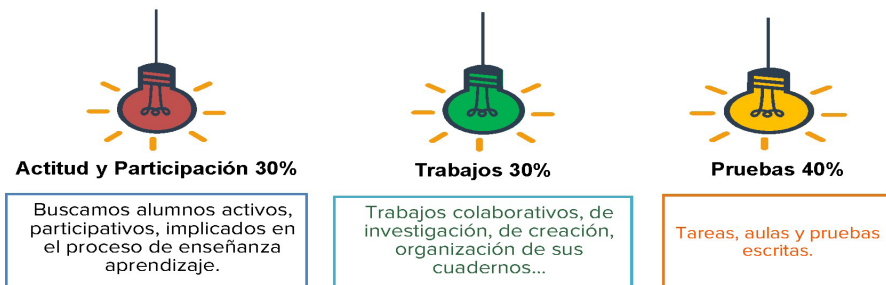 Actitud y Participación 30%
Buscamos alumnos activos,
participativos, implicados en
el proceso de enseñanza
aprendizaje.
Trabajos 30%
Trabajos colaborativos, de
investigación, de creación,
organización de sus
cuadernos...
Pruebas 40%
Tareas, aulas y pruebas
escritas.